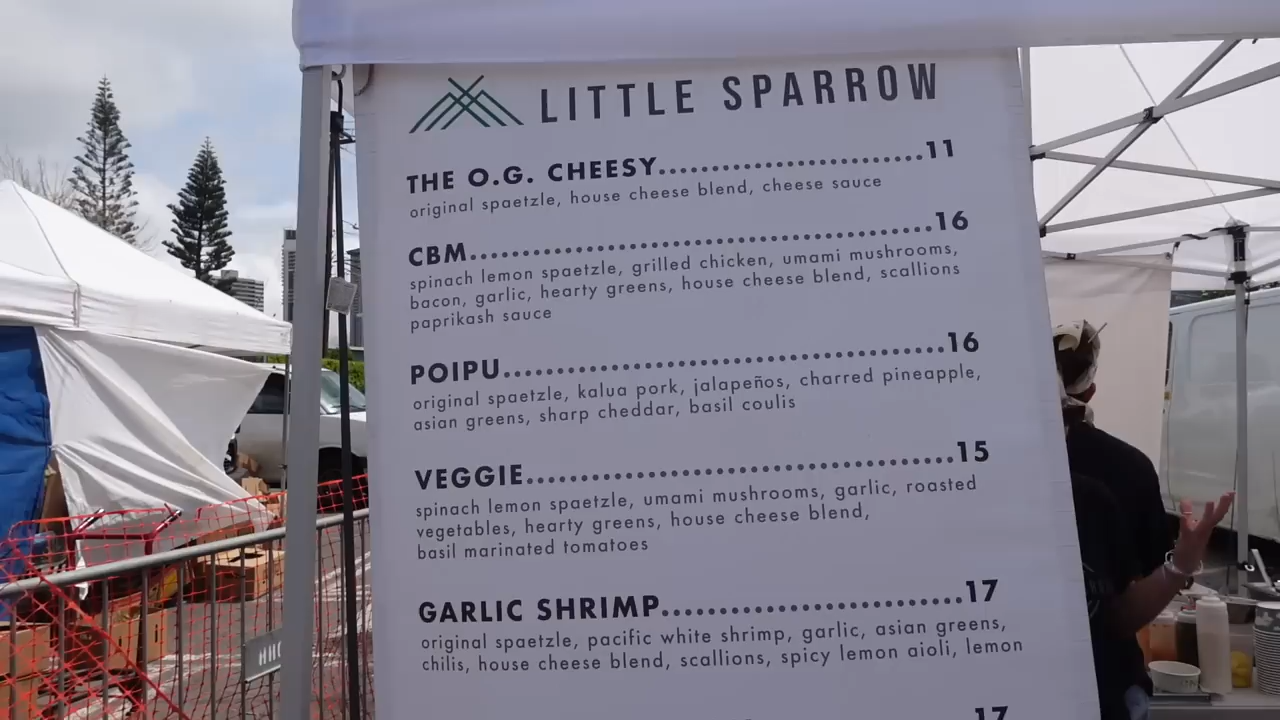 LITTLE SPARROW
THE O.G. CHEESY........................................11
original spaetzle, house cheese blend, cheese sauce
CBM........................................16
spinach lemon spaetzle, grilled chicken, umami mushrooms,
bacon, garlic, hearty greens, house cheese blend, scallions
paprikash sauce
POIPU........................................16
original spaetzle, kalua pork, jalapeños, charred pineapple,
asian greens, sharp cheddar, basil coulis
VEGGIE........................................15
spinach lemon spaetzle, umami mushrooms, garlic, roasted
vegetables, hearty greens, house cheese blend,
basil marinated tomatoes
GARLIC SHRIMP........................................17
original spaetzle, pacific white shrimp, garlic, asian greens,
chilis, house cheese blend, scallions, spicy lemon aioli, lemon
17